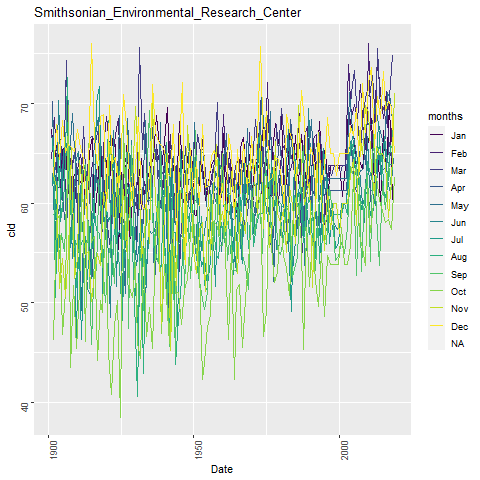 Smithsonian_Environmental_Research_Center
cld
70
60
50
40
1900
1950
2000
Date
months
Jan
Feb
Mar
Apr
May
Jun
Jul
Aug
Sep
Oct
Nov
Dec
NA